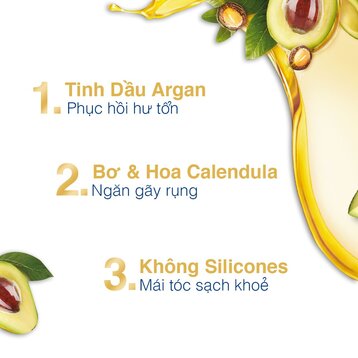 1. Tinh Dầu Argan
Phục hồi hư tổn
2. Bơ & Hoa Calendula
Ngăn gãy rụng
3. Không Silicones
Mái tóc sạch khoẻ